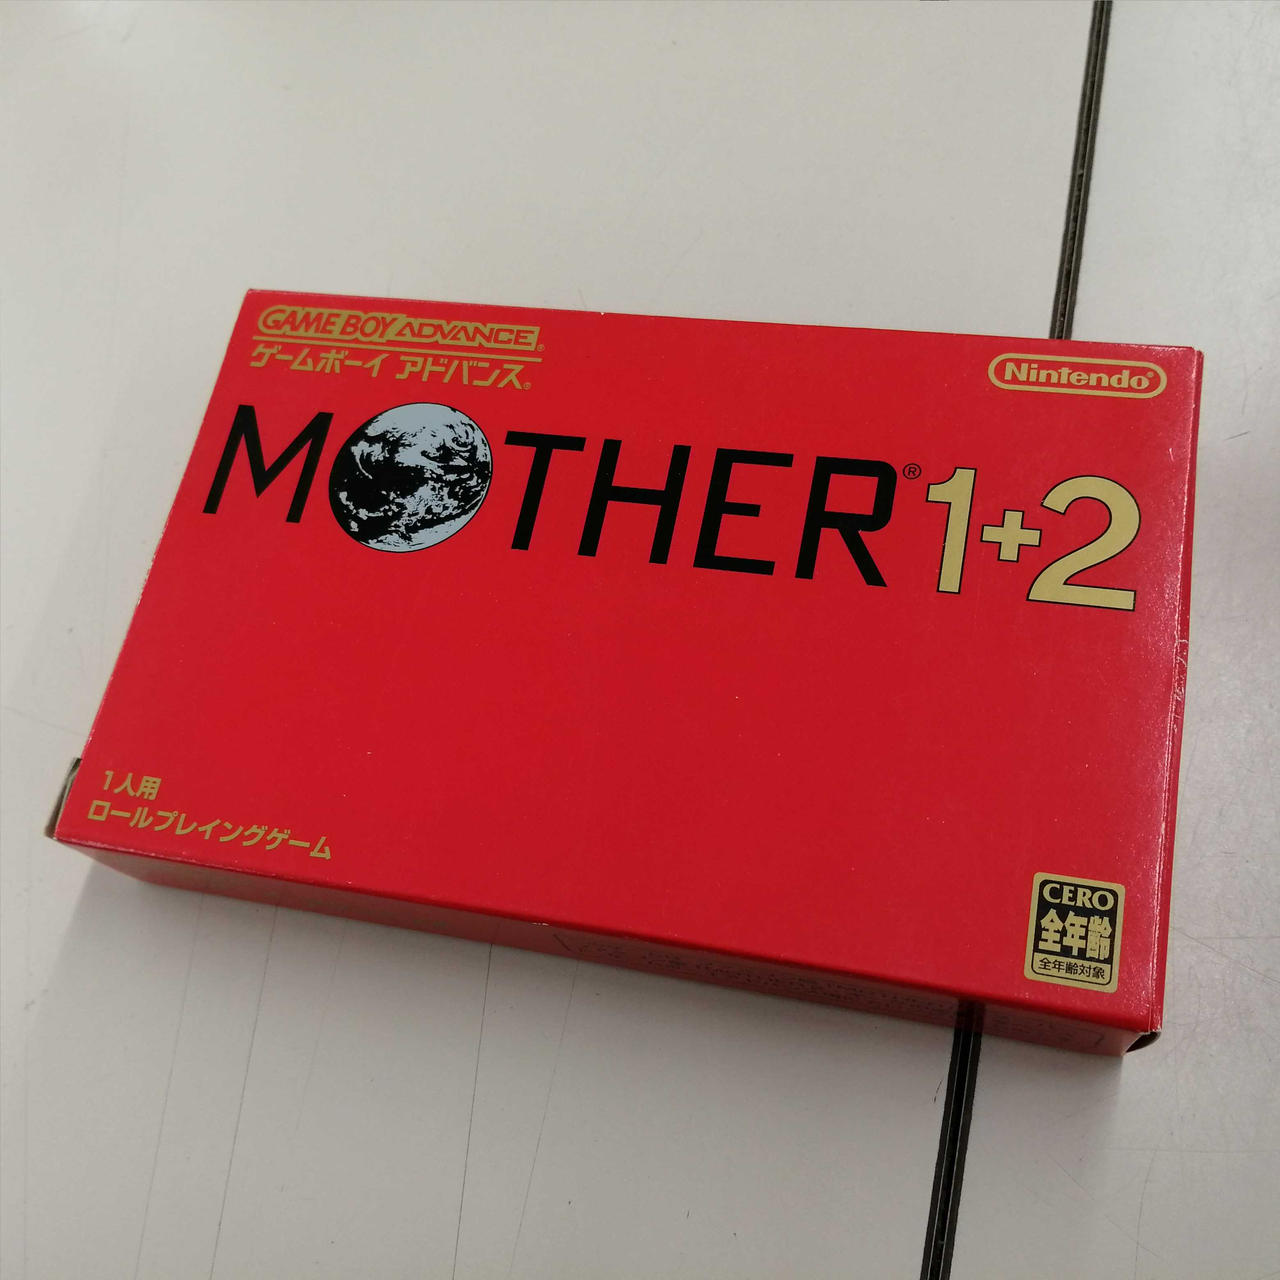 GAME BOY ADVANCE
ゲームボーイ アドバンス®
Nintendo®
MOTHER® 1+2
1人用
ロールプレイングゲーム
CERO
全年齢
全年齢対象